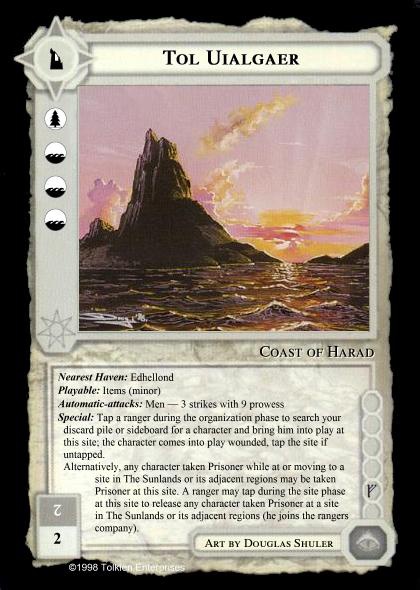 TOL UIALGAER
COAST OF HARAD
Nearest Haven: Edhellond
Playable: Items (minor)
Automatic-attacks: Men — 3 strikes with 9 prowess
Special: Tap a ranger during the organization phase to search your
discard pile or sideboard for a character and bring him into play at
this site; the character comes into play wounded, tap the site if
untapped.
Alternatively, any character taken Prisoner while at or moving to a
site in The Sunlands or its adjacent regions may be taken
Prisoner at this site. A ranger may tap during the site phase
at this site to release any character taken Prisoner at a site
in The Sunlands or its adjacent regions (he joins the rangers
company).
2
2
ART BY DOUGLAS SHULER
©1998 Tolkien Enterprises